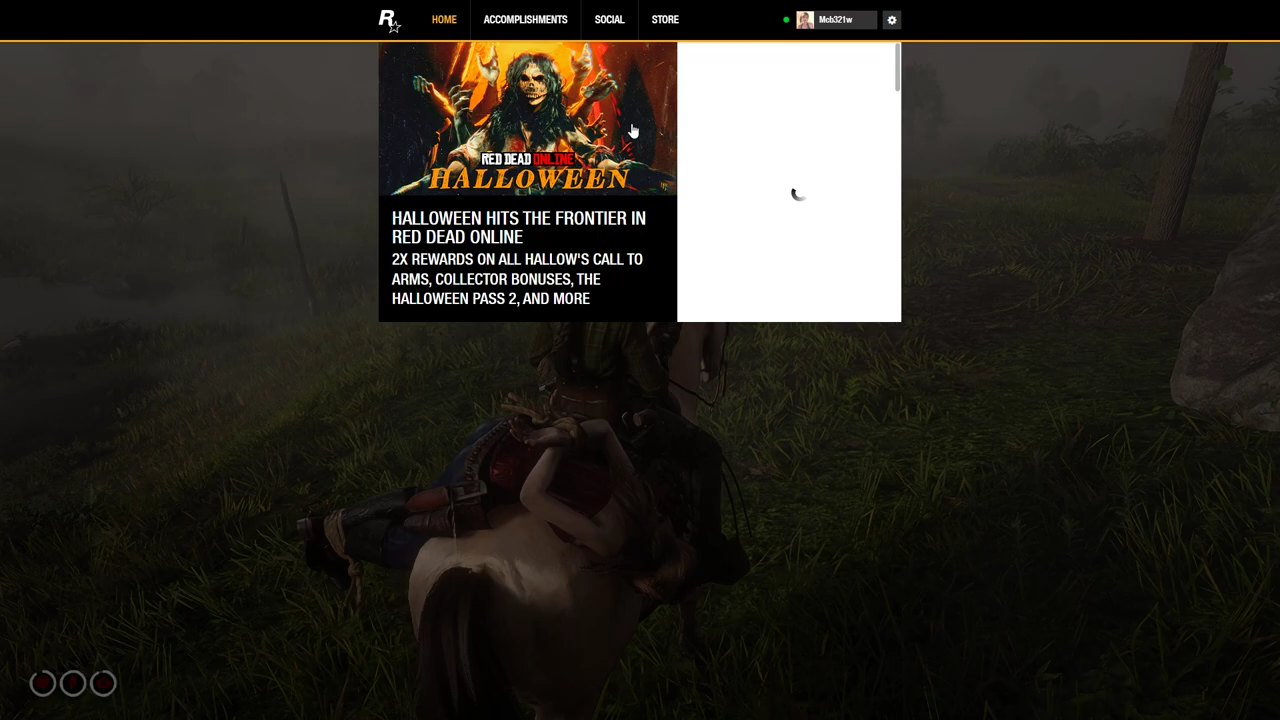 R
HOME
ACCOMPLISHMENTS
SOCIAL
STORE
Mcb321w
RED DEAD ONLINE
HALLOWEEN
HALLOWEEN HITS THE FRONTIER IN
RED DEAD ONLINE
2X REWARDS ON ALL HALLOW'S CALL TO
ARMS, COLLECTOR BONUSES, THE
HALLOWEEN PASS 2, AND MORE